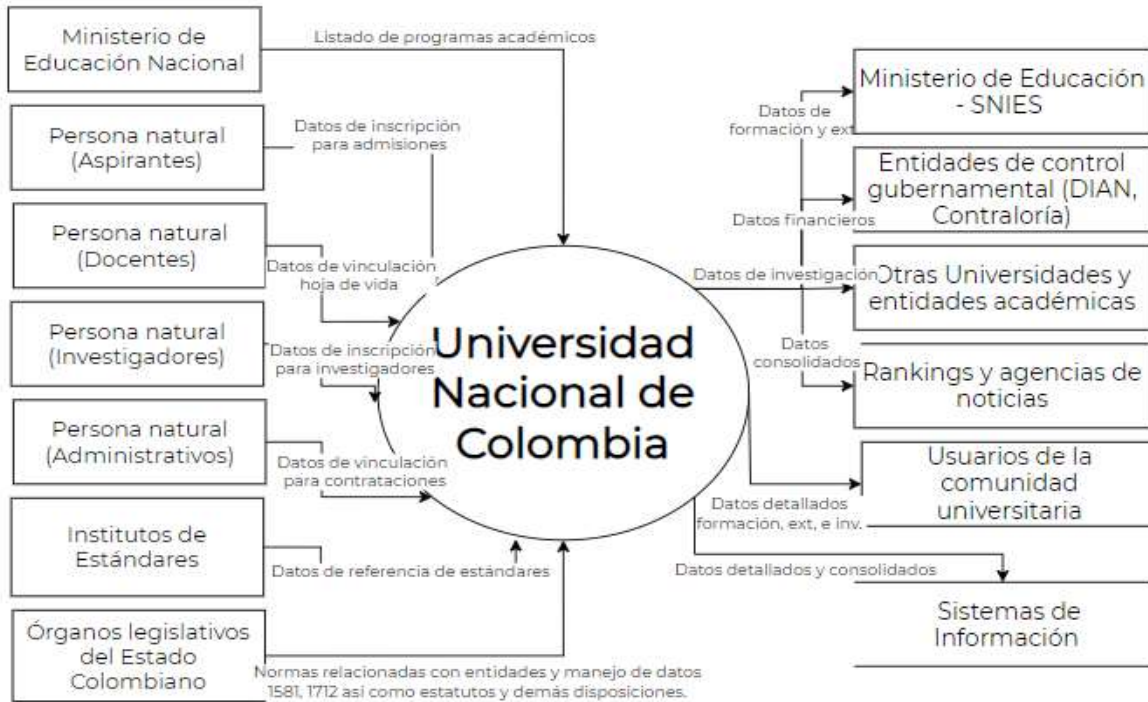 Ministerio de
Educación Nacional
Listado de programas académicos
Persona natural
(Aspirantes)
Datos de inscripción
para admisiones
Persona natural
(Docentes)
Datos de vinculación
hoja de vida
Persona natural
(Investigadores)
Datos de inscripción
para investigadores
Persona natural
(Administrativos)
Datos de vinculación
para contrataciones
Institutos de
Estándares
Datos de referencia de estándares
Órganos legislativos
del Estado
Colombiano
Normas relacionadas con entidades y manejo de datos
1581, 1712 así como estatutos y demás disposiciones.
Universidad
Nacional de
Colombia
Datos de
formación y ext.
Ministerio de Educación
- SNIES
Datos financieros
Entidades de control
gubernamental (DIAN,
Contraloría)
Datos de investigación
Otras Universidades y
entidades académicas
Datos
consolidados
Rankings y agencias de
noticias
Datos detallados
formación, ext, e inv.
Usuarios de la
comunidad
universitaria
Datos detallados y consolidados
Sistemas de
Información